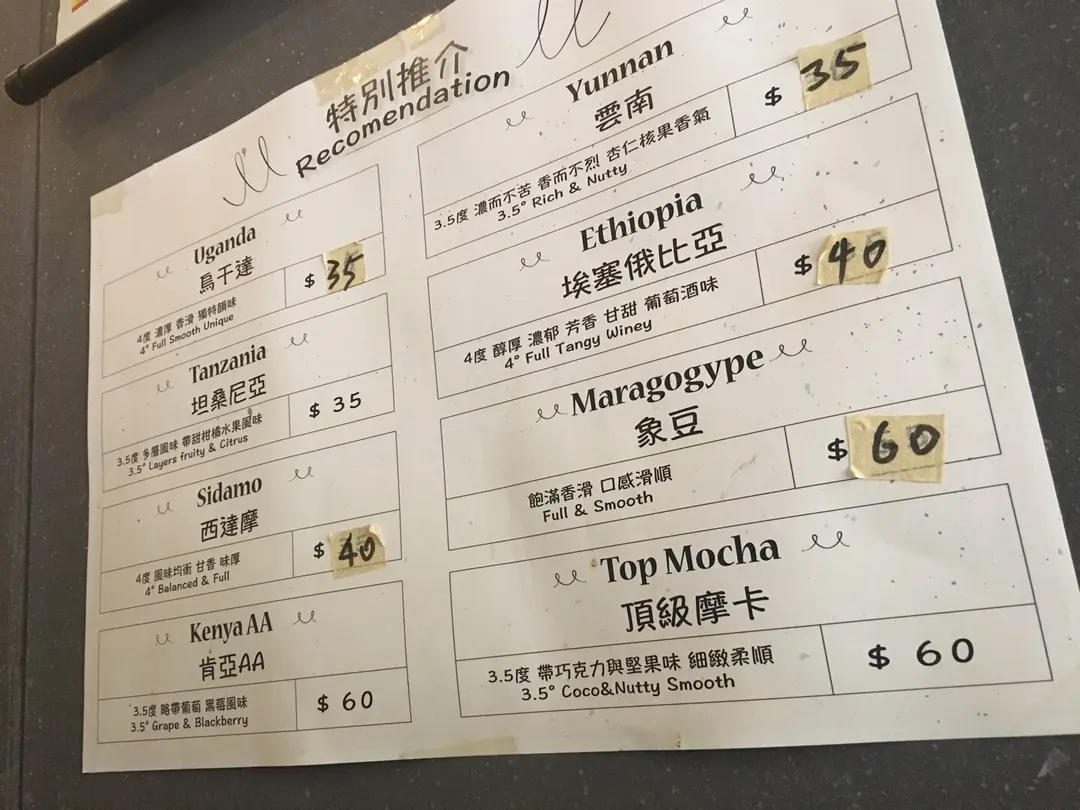 特別推介
Recomendation
Uganda
烏干達
4度 濃厚 香滑 獨特韻味
4° Full Smooth Unique
$ 35
Tanzania
坦桑尼亞
3.5度 多層風味 帶甜柑橘水果風味
3.5° Layers fruity & Citrus
$ 35
Sidamo
西達摩
4度 風味均衡 甘香 味厚
4° Balanced & Full
$ 40
Kenya AA
肯亞AA
3.5度 略帶葡萄 黑莓風味
3.5° Grape & Blackberry
$ 60
Yunnan
雲南
3.5度 濃而不苦 香而不烈 杏仁核果香氣
3.5° Rich & Nutty
$ 35
Ethiopia
埃塞俄比亞
4度 醇厚 濃郁 芳香 甘甜 葡萄酒味
4° Full Tangy Winey
$ 40
Maragogype
象豆
飽滿香滑 口感滑順
Full & Smooth
$ 60
Top Mocha
頂級摩卡
3.5度 帶巧克力與堅果味 細緻柔順
3.5° Coco&Nutty Smooth
$ 60